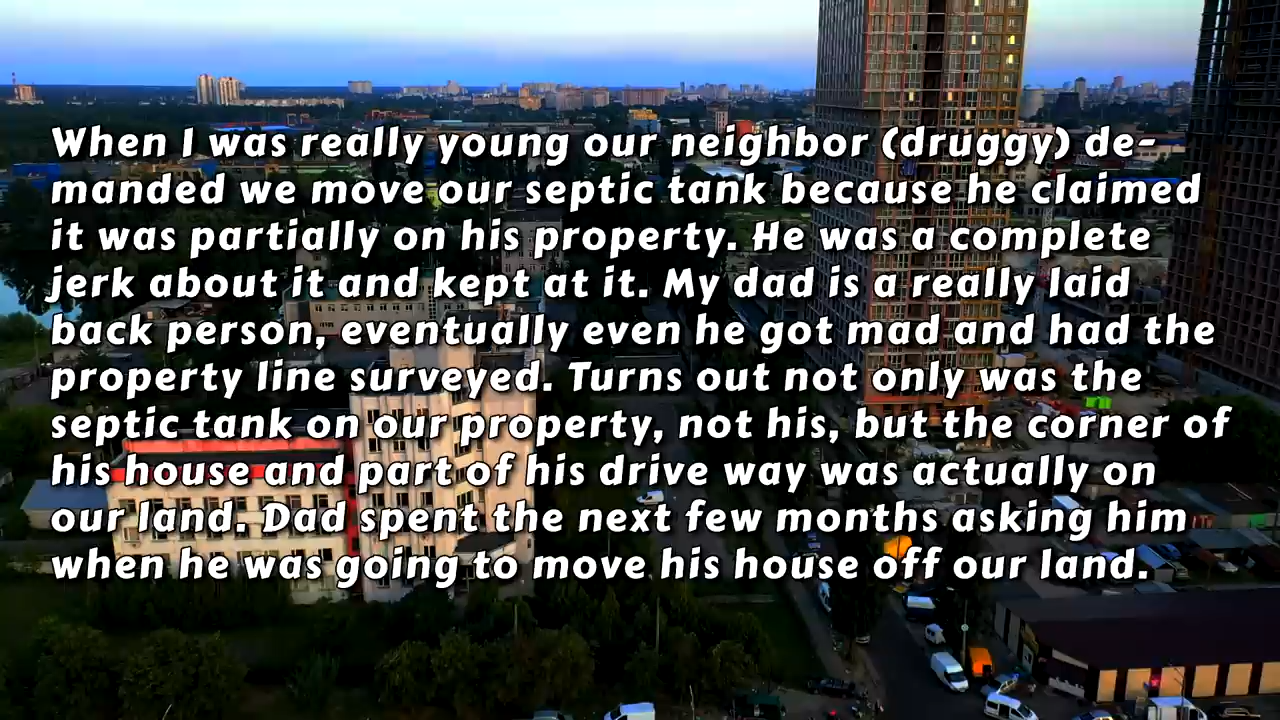 When I was really young our neighbor (druggy) de-
manded we move our septic tank because he claimed
it was partially on his property. He was a complete
jerk about it and kept at it. My dad is a really laid
back person, eventually even he got mad and had the
property line surveyed. Turns out not only was the
septic tank on our property, not his, but the corner of
his house and part of his drive way was actually on
our land. Dad spent the next few months asking him
when he was going to move his house off our land.